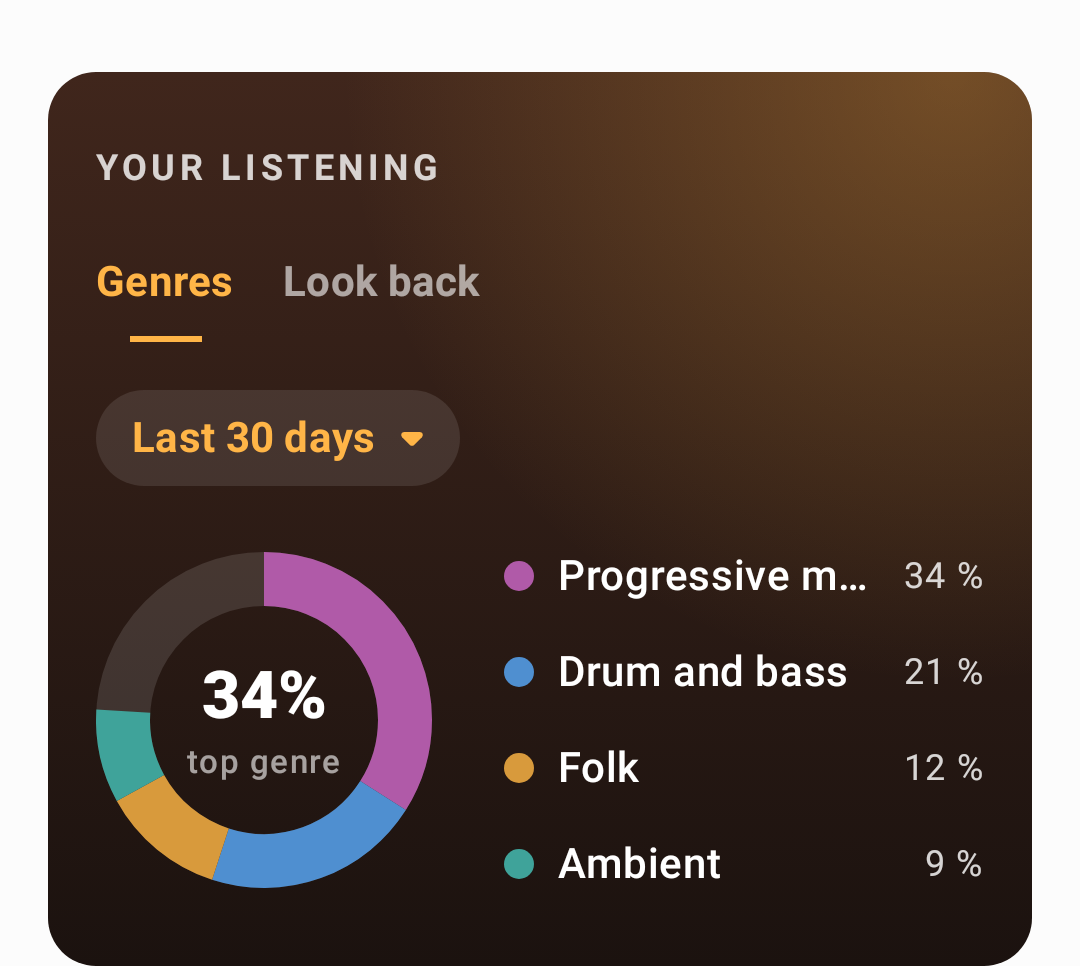 YOUR LISTENING
Genres Look back
Last 30 days
Progressive m... 34 %
Drum and bass 21 %
34%
top genre
Folk 12 %
Ambient 9 %